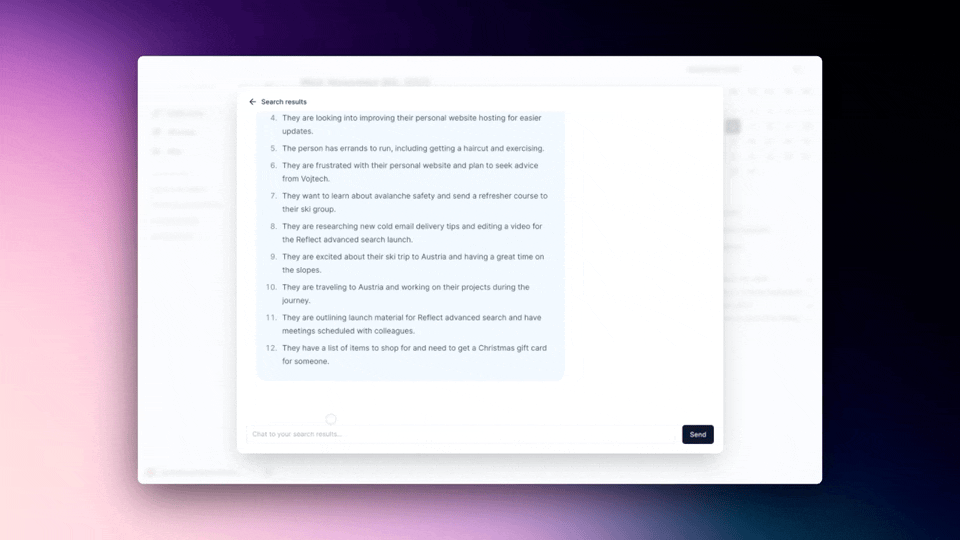 Search results
4. They are looking into improving their personal website hosting for easier
updates.
5. The person has errands to run, including getting a haircut and exercising.
6. They are frustrated with their personal website and plan to seek advice
from Vojtech.
7. They want to learn about avalanche safety and send a refresher course to
their ski group.
8. They are researching new cold email delivery tips and editing a video for
the Reflect advanced search launch.
9. They are excited about their ski trip to Austria and having a great time on
the slopes.
10. They are traveling to Austria and working on their projects during the
journey.
11. They are outlining launch material for Reflect advanced search and have
meetings scheduled with colleagues.
12. They have a list of items to shop for and need to get a Christmas gift card
for someone.
Chat to your search results...
Send